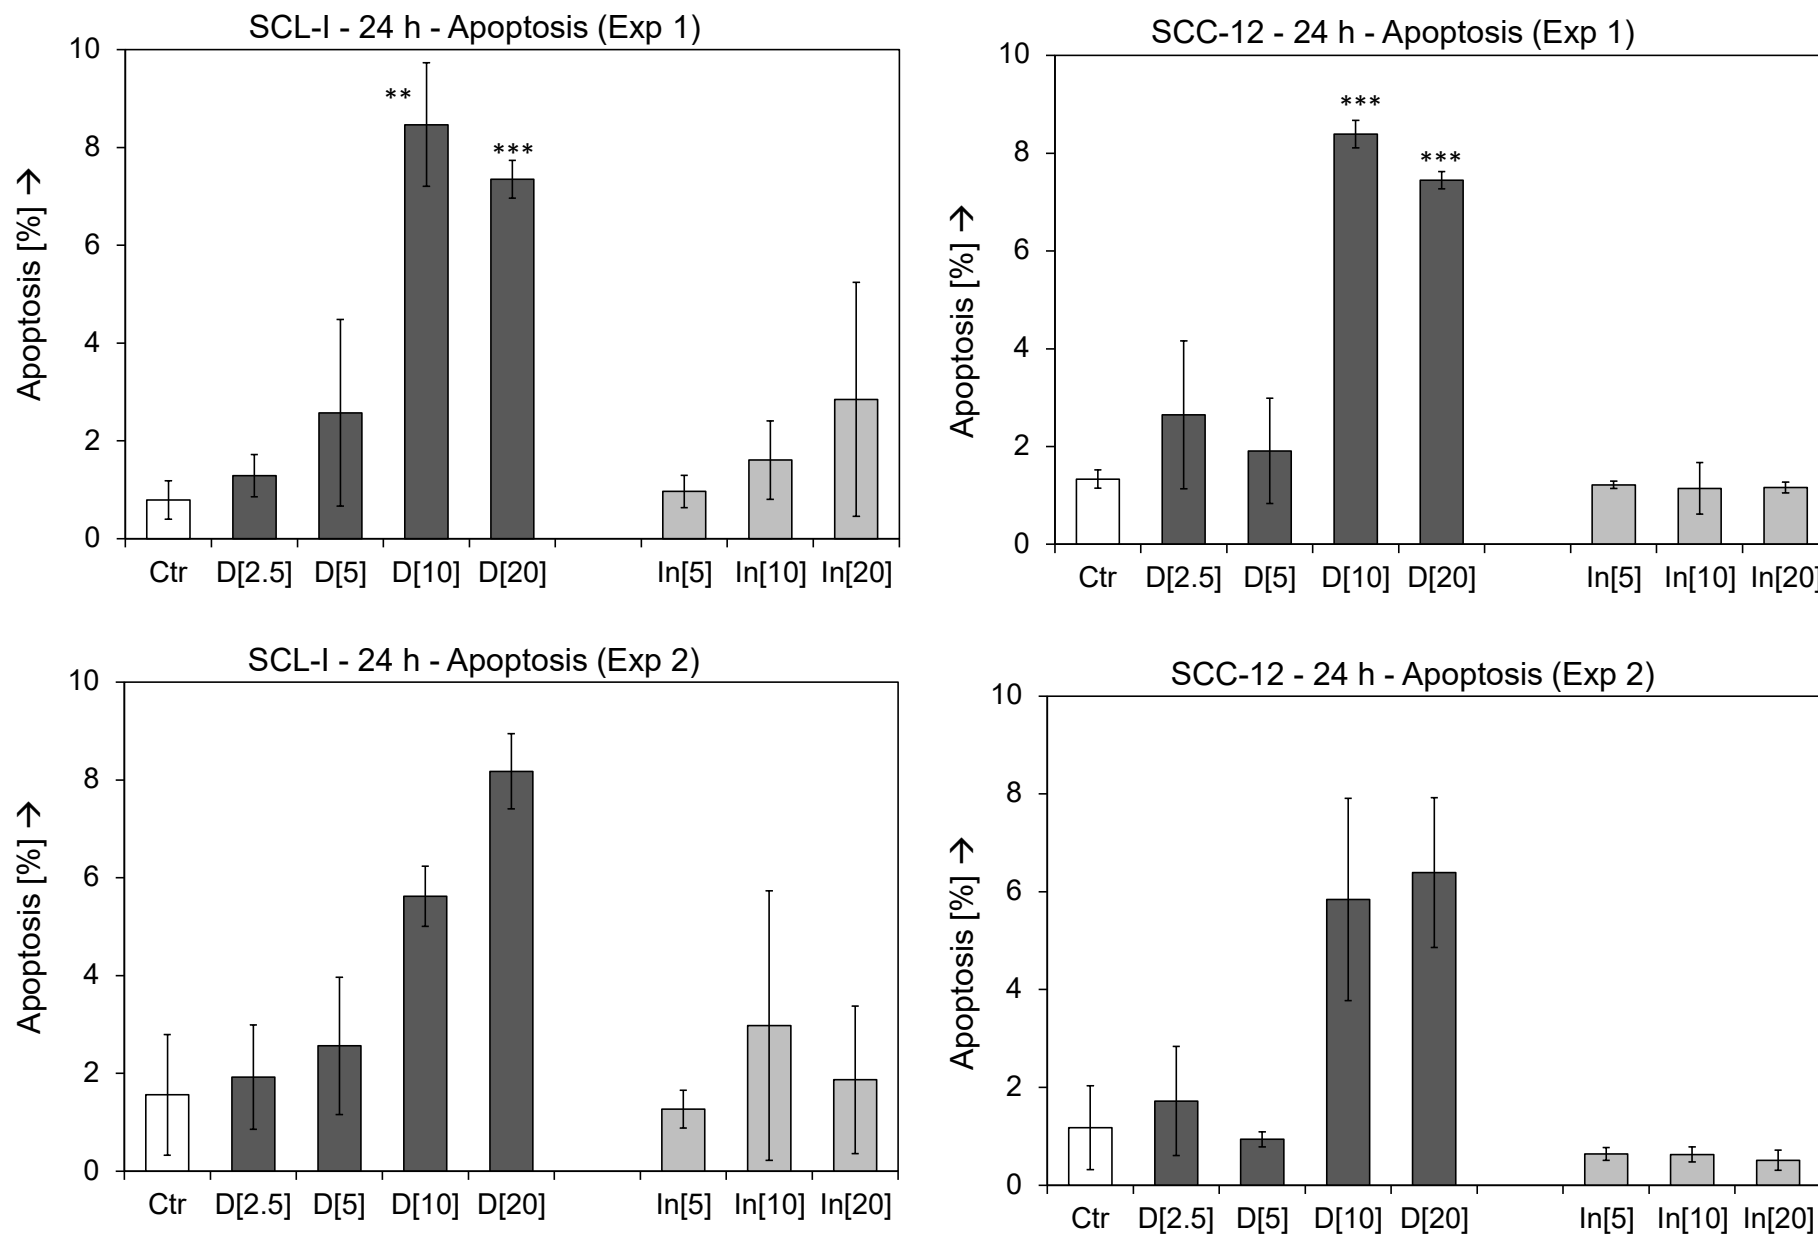 SCL-I - 24 h - Apoptosis (Exp 1)
10
8
6
4
2
0
Apoptosis [%] →
**
***
Ctr D[2.5] D[5] D[10] D[20] In[5] In[10] In[20]
SCC-12 - 24 h - Apoptosis (Exp 1)
10
8
6
4
2
0
Apoptosis [%] →
***
***
Ctr D[2.5] D[5] D[10] D[20] In[5] In[10] In[20]
SCL-I - 24 h - Apoptosis (Exp 2)
10
8
6
4
2
0
Apoptosis [%] →
Ctr D[2.5] D[5] D[10] D[20] In[5] In[10] In[20]
SCC-12 - 24 h - Apoptosis (Exp 2)
10
8
6
4
2
0
Apoptosis [%] →
Ctr D[2.5] D[5] D[10] D[20] In[5] In[10] In[20]